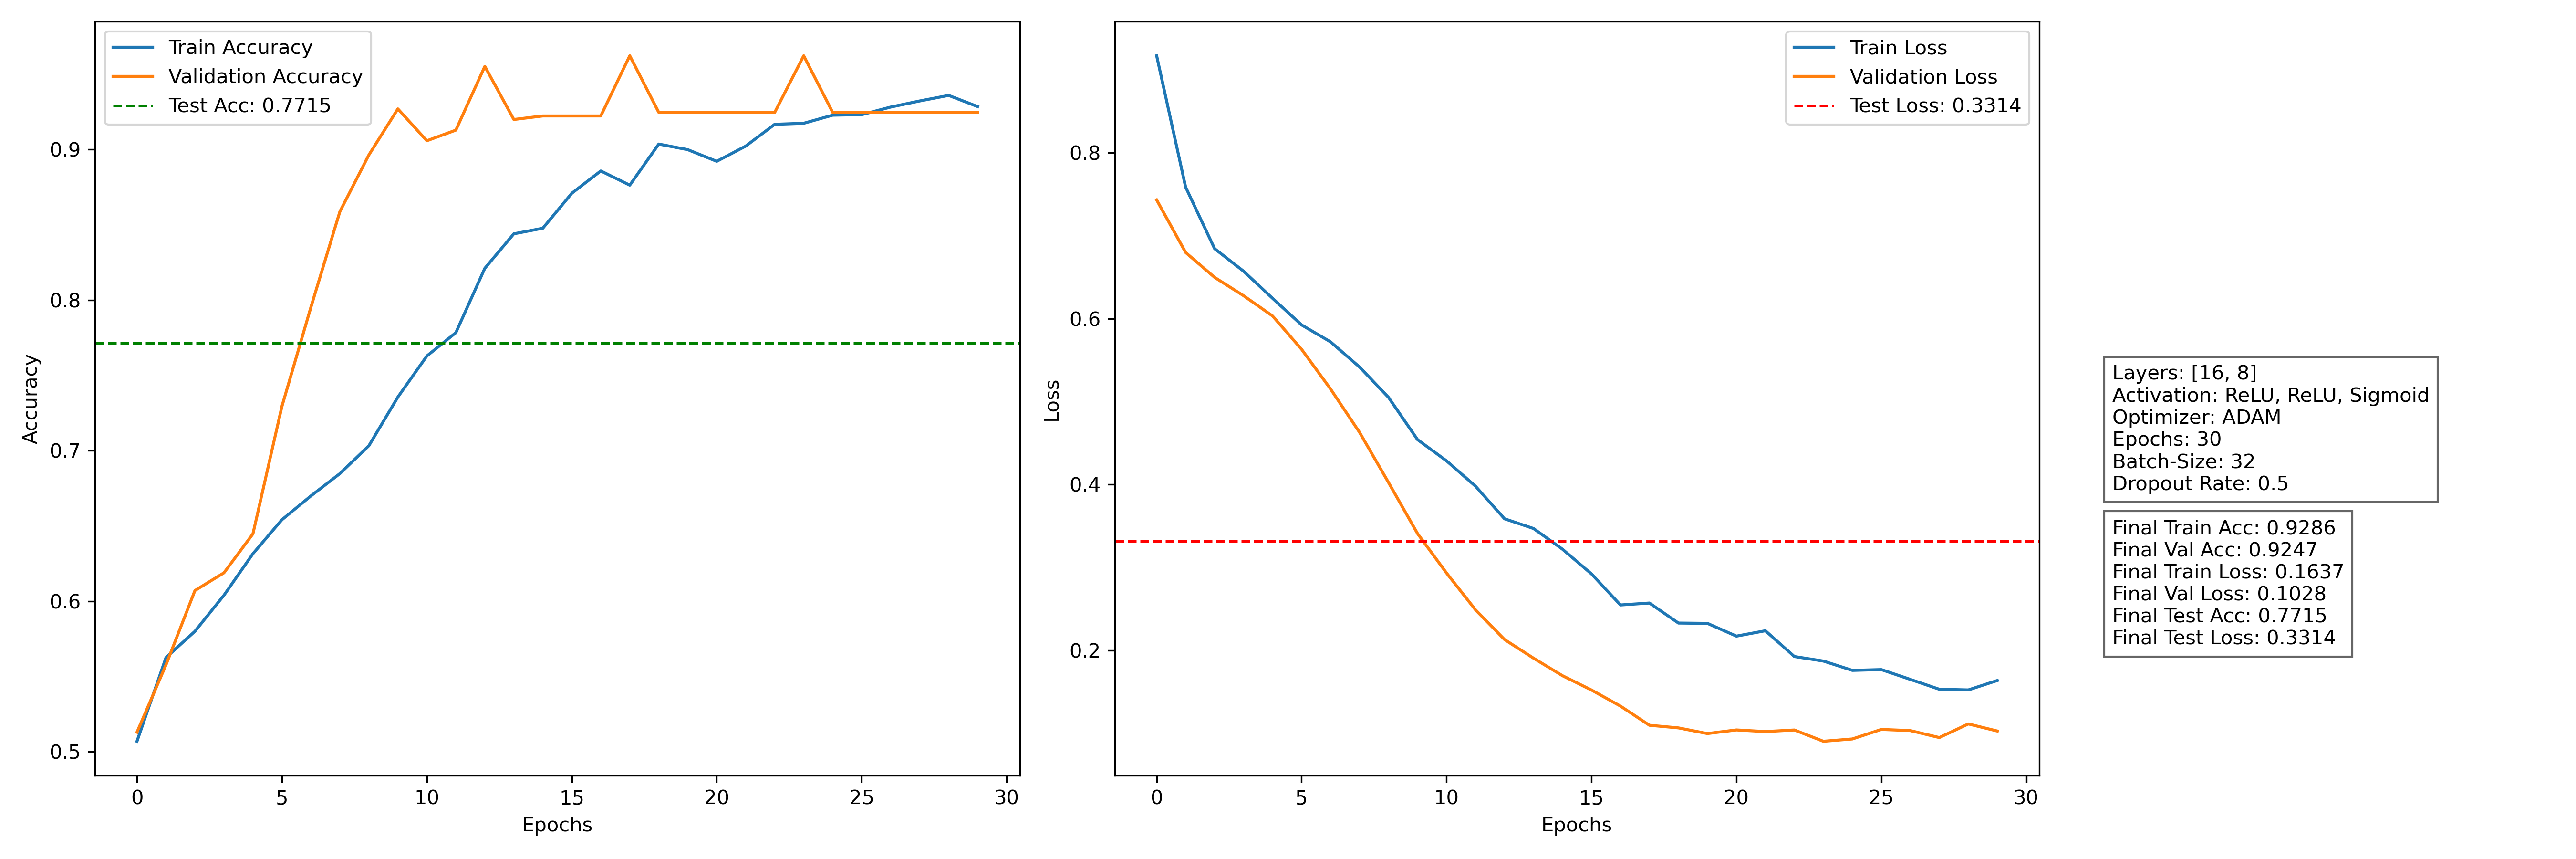 Train Accuracy
Validation Accuracy
Test Acc: 0.7715
Accuracy
0.9
0.8
0.7
0.6
0.5
0 5 10 15 20 25 30
Epochs
Train Loss
Validation Loss
Test Loss: 0.3314
Loss
0.8
0.6
0.4
0.2
0 5 10 15 20 25 30
Epochs
Layers: [16, 8]
Activation: ReLU, ReLU, Sigmoid
Optimizer: ADAM
Epochs: 30
Batch-Size: 32
Dropout Rate: 0.5
Final Train Acc: 0.9286
Final Val Acc: 0.9247
Final Train Loss: 0.1637
Final Val Loss: 0.1028
Final Test Acc: 0.7715
Final Test Loss: 0.3314